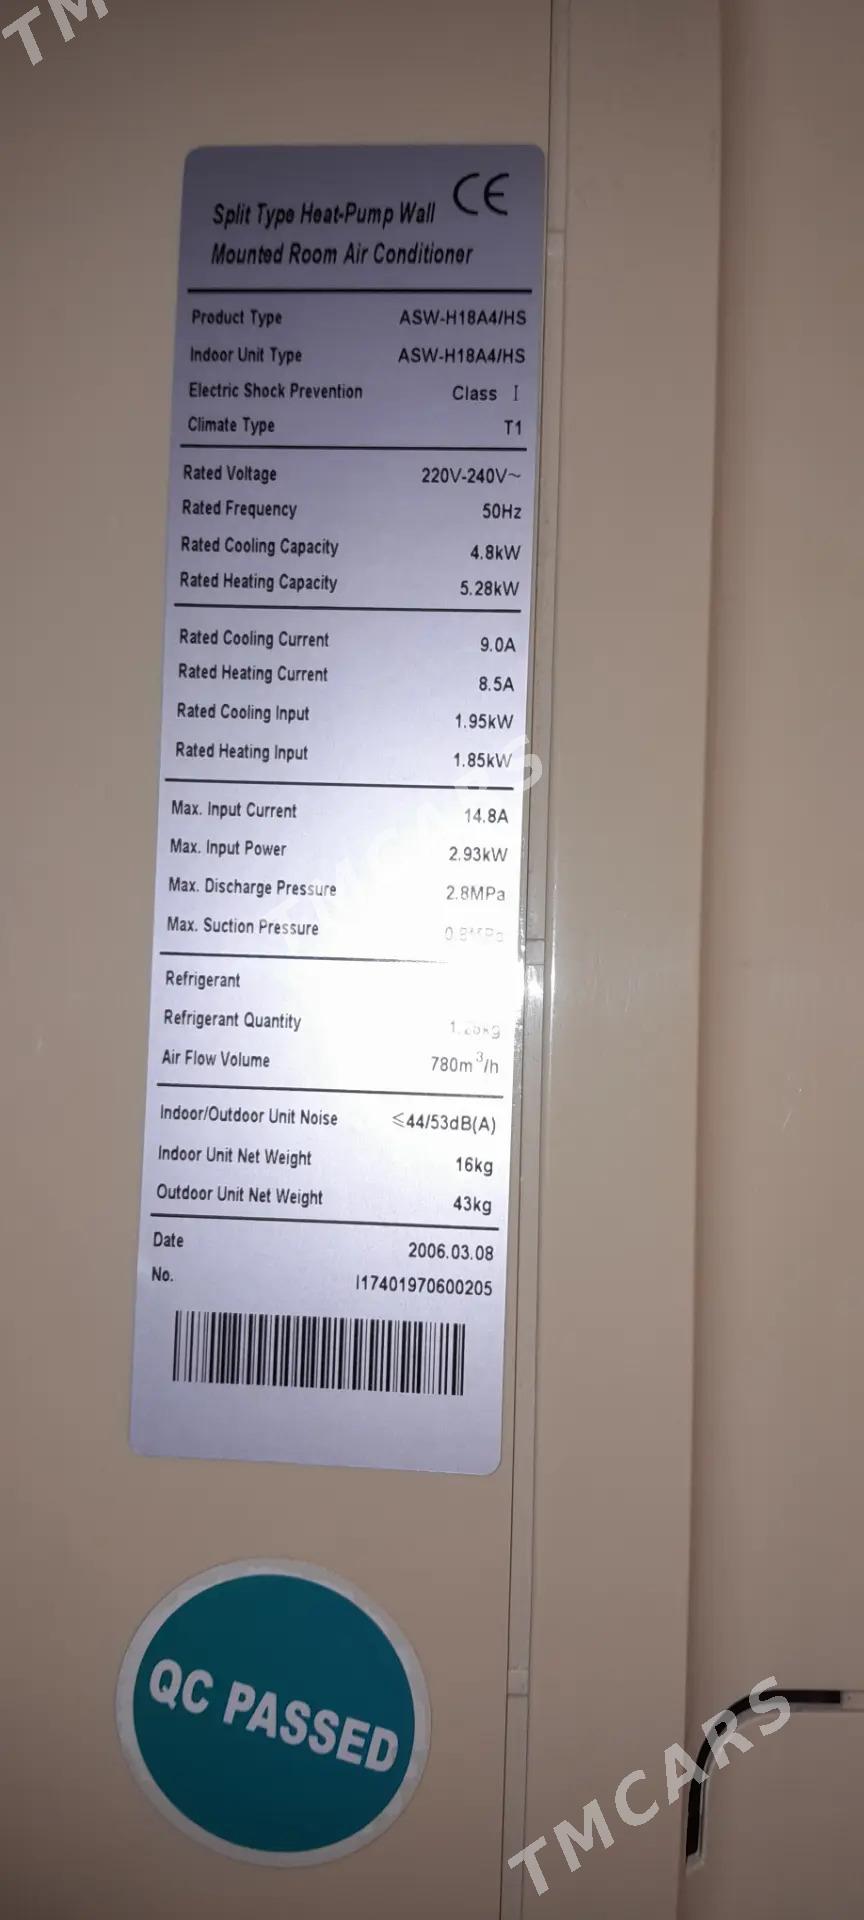 TM
CE
Split Type Heat-Pump Wall
Mounted Room Air Conditioner
Product Type ASW-H18A4/HS
Indoor Unit Type ASW-H18A4/HS
Electric Shock Prevention Class I
Climate Type T1
Rated Voltage 220V-240V~
Rated Frequency 50Hz
Rated Cooling Capacity 4.8kW
Rated Heating Capacity 5.28kW
Rated Cooling Current 9.0A
Rated Heating Current 8.5A
Rated Cooling Input 1.95kW
Rated Heating Input 1.85kW
Max. Input Current 14.8A
Max. Input Power 2.93kW
Max. Discharge Pressure 2.8MPa
Max. Suction Pressure
Refrigerant
Refrigerant Quantity
Air Flow Volume 780m³/h
Indoor/Outdoor Unit Noise ≤44/53dB(A)
Indoor Unit Net Weight 16kg
Outdoor Unit Net Weight 43kg
Date 2006.03.08
No. I17401970600205
QC PASSED
TMCARS
TMCARS